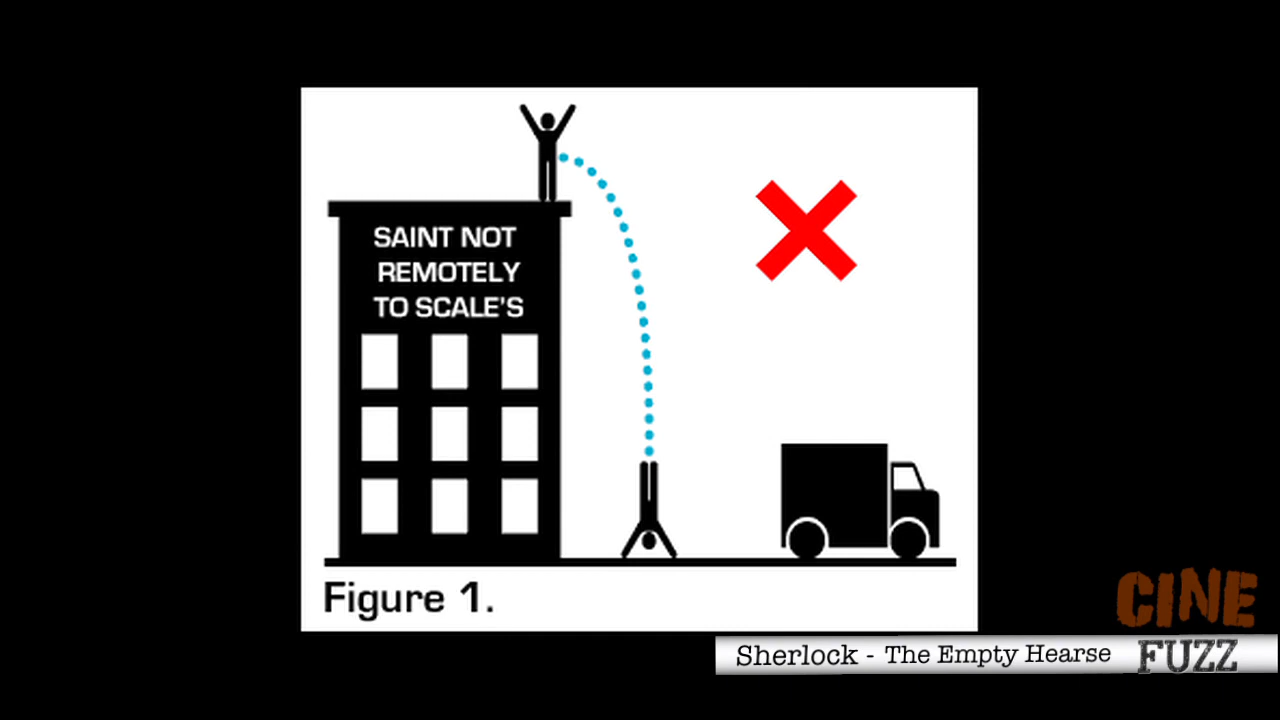 SAINT NOT
REMOTELY
TO SCALE'S
Figure 1.
CINE
FUZZ
Sherlock - The Empty Hearse